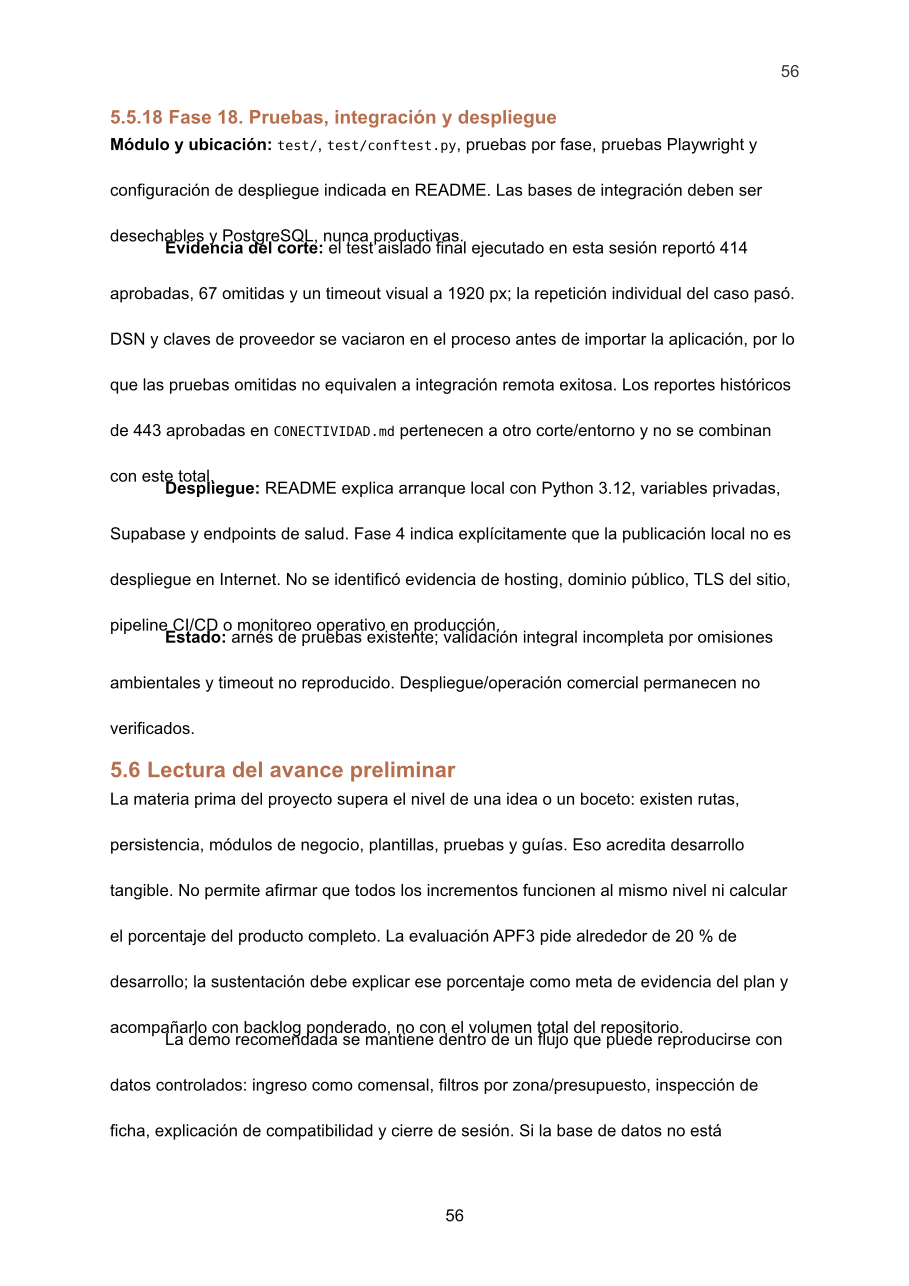 56
5.5.18 Fase 18. Pruebas, integración y despliegue
Módulo y ubicación: test/, test/conftest.py, pruebas por fase, pruebas Playwright y
configuración de despliegue indicada en README. Las bases de integración deben ser
desechables y PostgreSQL, nunca productivas.
Evidencia del corte: el test aislado final ejecutado en esta sesión reportó 414
aprobadas, 67 omitidas y un timeout visual a 1920 px; la repetición individual del caso pasó.
DSN y claves de proveedor se vaciaron en el proceso antes de importar la aplicación, por lo
que las pruebas omitidas no equivalen a integración remota exitosa. Los reportes históricos
de 443 aprobadas en CONECTIVIDAD.md pertenecen a otro corte/entorno y no se combinan
con este total.
Despliegue: README explica arranque local con Python 3.12, variables privadas,
Supabase y endpoints de salud. Fase 4 indica explícitamente que la publicación local no es
despliegue en Internet. No se identificó evidencia de hosting, dominio público, TLS del sitio,
pipeline CI/CD o monitoreo operativo en producción.
Estado: arnés de pruebas existente; validación integral incompleta por omisiones
ambientales y timeout no reproducido. Despliegue/operación comercial permanecen no
verificados.
5.6 Lectura del avance preliminar
La materia prima del proyecto supera el nivel de una idea o un boceto: existen rutas,
persistencia, módulos de negocio, plantillas, pruebas y guías. Eso acredita desarrollo
tangible. No permite afirmar que todos los incrementos funcionen al mismo nivel ni calcular
el porcentaje del producto completo. La evaluación APF3 pide alrededor de 20 % de
desarrollo; la sustentación debe explicar ese porcentaje como meta de evidencia del plan y
acompañarlo con backlog ponderado, no con el volumen total del repositorio.
La demo recomendada se mantiene dentro de un flujo que puede reproducirse con
datos controlados: ingreso como comensal, filtros por zona/presupuesto, inspección de
ficha, explicación de compatibilidad y cierre de sesión. Si la base de datos no está
56